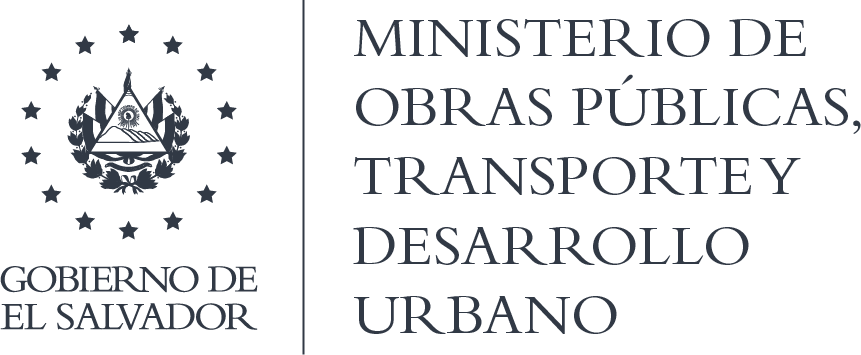 GOBIERNO DE
EL SALVADOR
MINISTERIO DE
OBRAS PÚBLICAS,
TRANSPORTE Y
DESARROLLO
URBANO